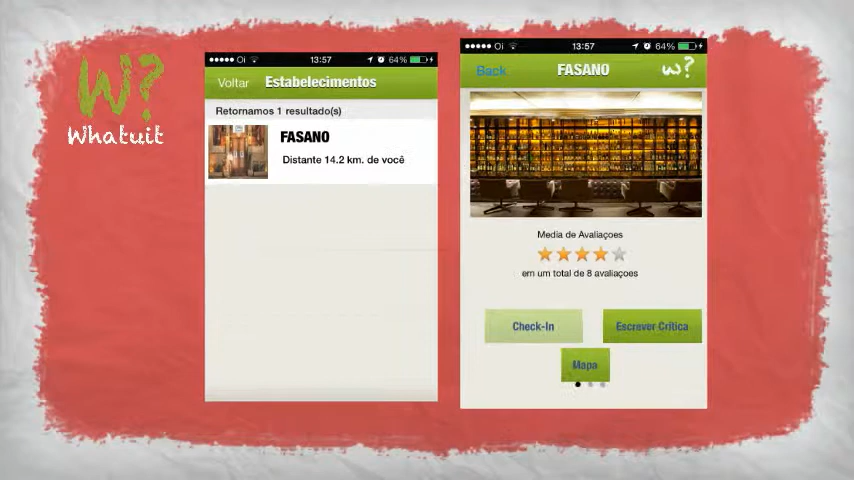 W?
Whatuit
Oi 13:57 64%
Voltar Estabelecimentos
Retornamos 1 resultado(s)
FASANO
Distante 14.2 km. de você
Oi 13:57 64%
Back FASANO w?
Media de Avaliaçoes
em um total de 8 avaliaçoes
Check-In Escrever Crítica
Mapa